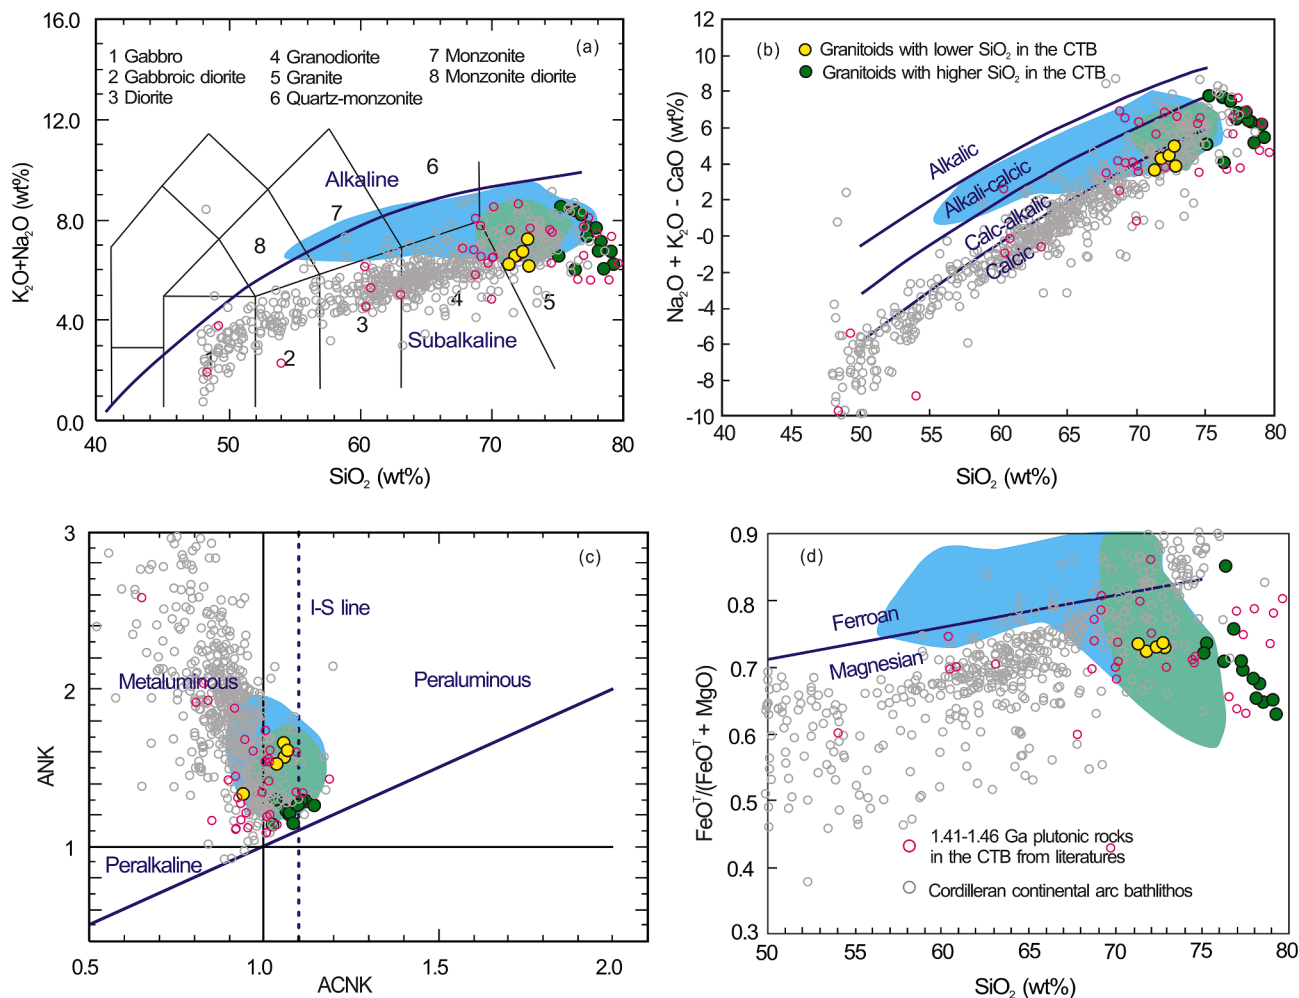 (a)
1 Gabbro
2 Gabbroic diorite
3 Diorite
4 Granodiorite
5 Granite
6 Quartz-monzonite
7 Monzonite
8 Monzonite diorite
16.0
12.0
8.0
4.0
0.0
K₂O+Na₂O (wt%)
Alkaline
Subalkaline
1
2
3
4
5
6
7
8
40
50
60
70
80
SiO₂ (wt%)
(b)
Granitoids with lower SiO₂ in the CTB
Granitoids with higher SiO₂ in the CTB
12
10
8
6
4
2
-0
-2
-4
-6
-8
-10
Na₂O + K₂O - CaO (wt%)
Alkalic
Alkali-calcic
Calc-alkalic
Calcic
40
45
50
55
60
65
70
75
80
SiO₂ (wt%)
(c)
3
2
1
ANK
I-S line
Metaluminous
Peraluminous
Peralkaline
0.5
1.0
1.5
2.0
ACNK
(d)
0.9
0.8
0.7
0.6
0.5
0.4
0.3
FeOᵀ/(FeOᵀ + MgO)
Ferroan
Magnesian
1.41-1.46 Ga plutonic rocks
in the CTB from literatures
Cordilleran continental arc bathlithos
50
55
60
65
70
75
80
SiO₂ (wt%)